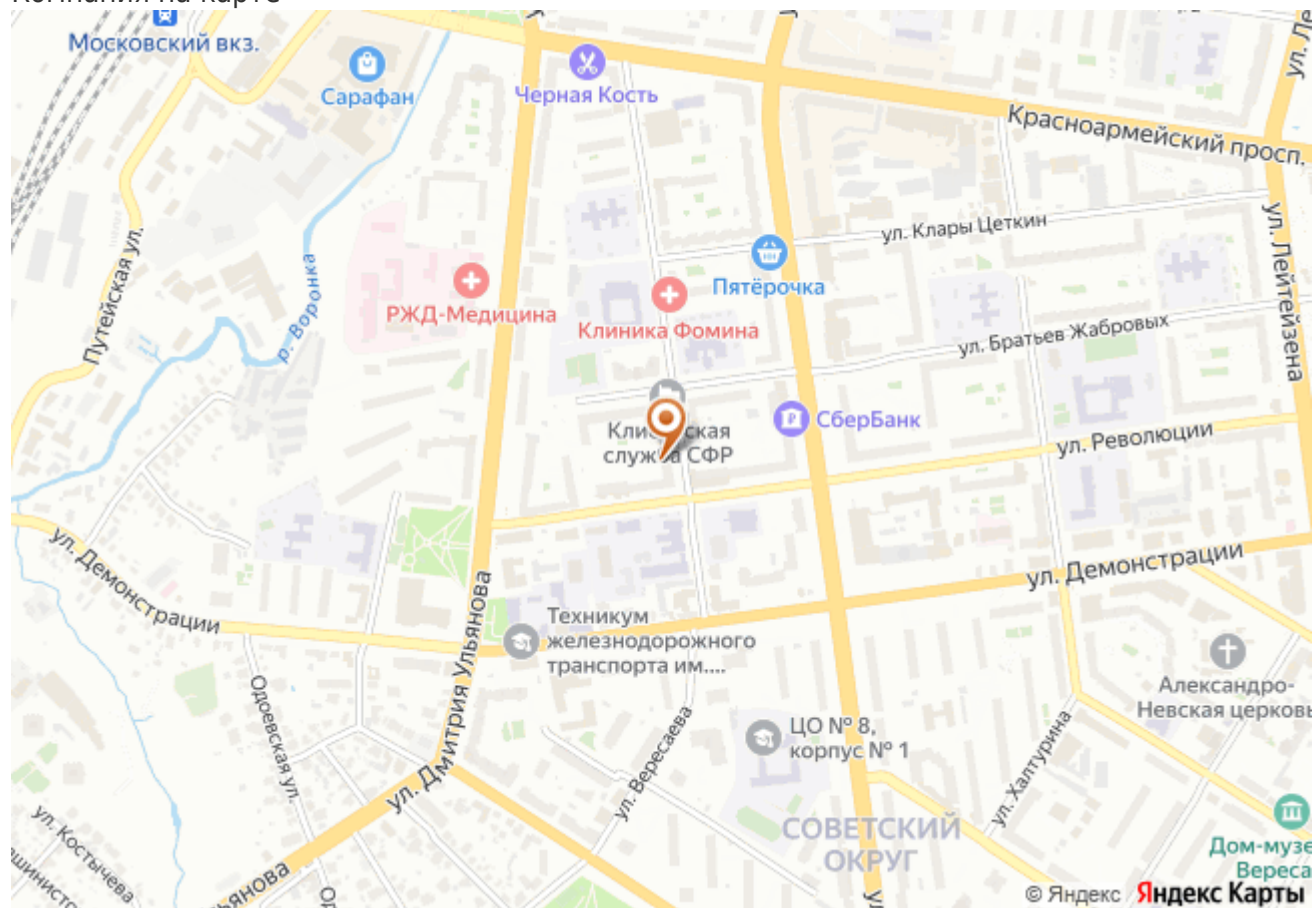 Московский вкз.
Сарафан
Черная Кость
Красноармейский просп.
ул. Клары Цеткин
ул. Лейтейзена
Путейская ул.
р. Воронка
РЖД-Медицина
Пятёрочка
Клиника Фомина
ул. Братьев Жабровых
СберБанк
служба СФР
ул. Революции
ул. Демонстрации
ул. Демонстрации
ул. Дмитрия Ульянова
Техникум
железнодорожного
транспорта им....
Александро-
Невская церковь
Одоевская ул.
ул. Вересаева
ЦО № 8,
корпус № 1
ул. Халтурина
СОВЕТСКИЙ
ОКРУГ
ул. Костычева
Дом-музе
Вереса
© Яндекс Яндекс Карты